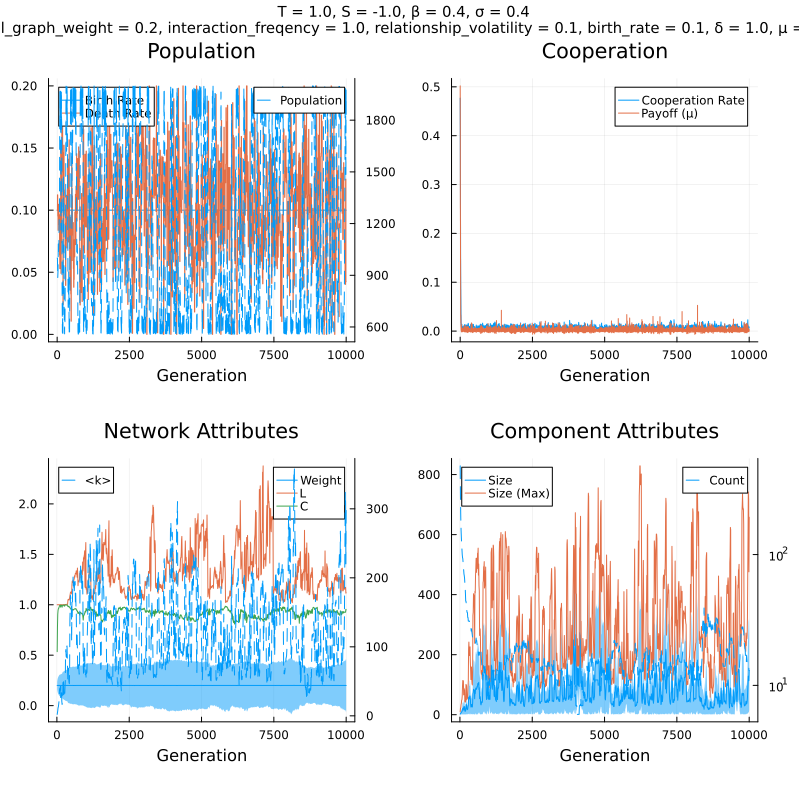 T = 1.0, S = -1.0, β = 0.4, σ = 0.4
l_graph_weight = 0.2, interaction_freqency = 1.0, relationship_volatility = 0.1, birth_rate = 0.1, δ = 1.0, μ =
Population
Cooperation
0.20
0.15
0.10
0.05
0.00
Birth Rate
Death Rate
Population
1800
1500
1200
900
600
0
2500
5000
7500
10000
Generation
0.5
0.4
0.3
0.2
0.1
0.0
Cooperation Rate
Payoff (μ)
0
2500
5000
7500
10000
Generation
Network Attributes
Component Attributes
2.0
1.5
1.0
0.5
0.0
<k>
Weight
L
C
300
200
100
0
0
2500
5000
7500
10000
Generation
800
600
400
200
0
Size
Size (Max)
Count
10²
10¹
0
2500
5000
7500
10000
Generation